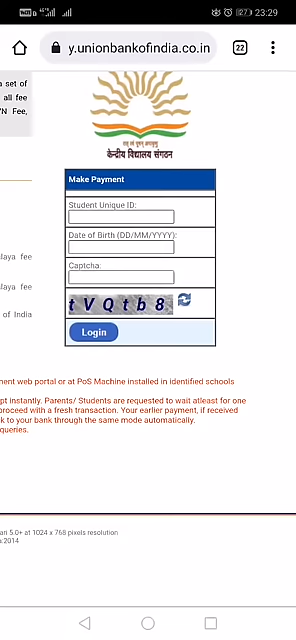 23:29
y.unionbankofindia.co.in
22
a set of
all fee
'N Fee,
केन्द्रीय विद्यालय संगठन
Make Payment
Student Unique ID:
Date of Birth (DD/MM/YYYY):
Captcha:
t V Q t b 8
Login
laya fee
laya fee
of India
nent web portal or at PoS Machine installed in identified schools
pt instantly. Parents/ Students are requested to wait atleast for one
proceed with a fresh transaction. Your earlier payment, if received
k to your bank through the same mode automatically.
queries.
an 5.0+ at 1024 x 768 pixels resolution
a:2014